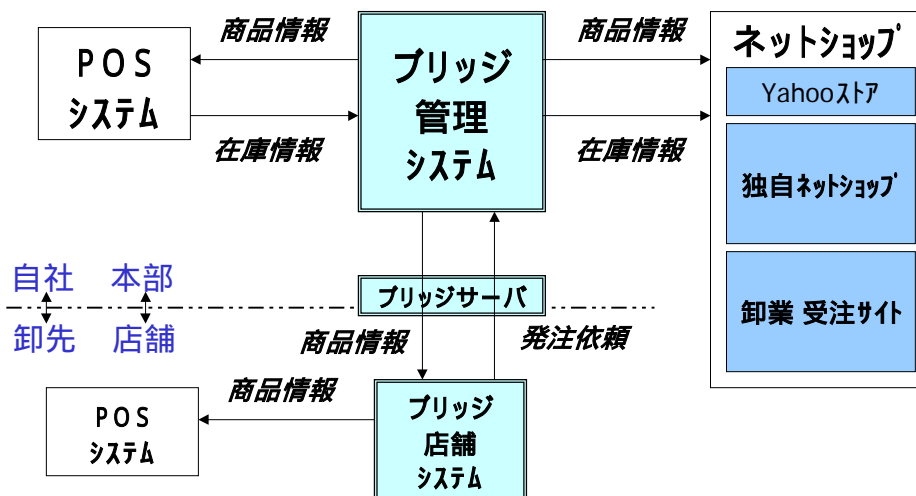 商品情報
商品情報
POS
システム
在庫情報
ブリッジ
管理
システム
在庫情報
ネットショップ
Yahooストア
独自ネットショップ
卸業 受注サイト
自社 本部
ブリッジサーバ
卸先 店舗
商品情報
発注依頼
商品情報
POS
システム
ブリッジ
店舗
システム